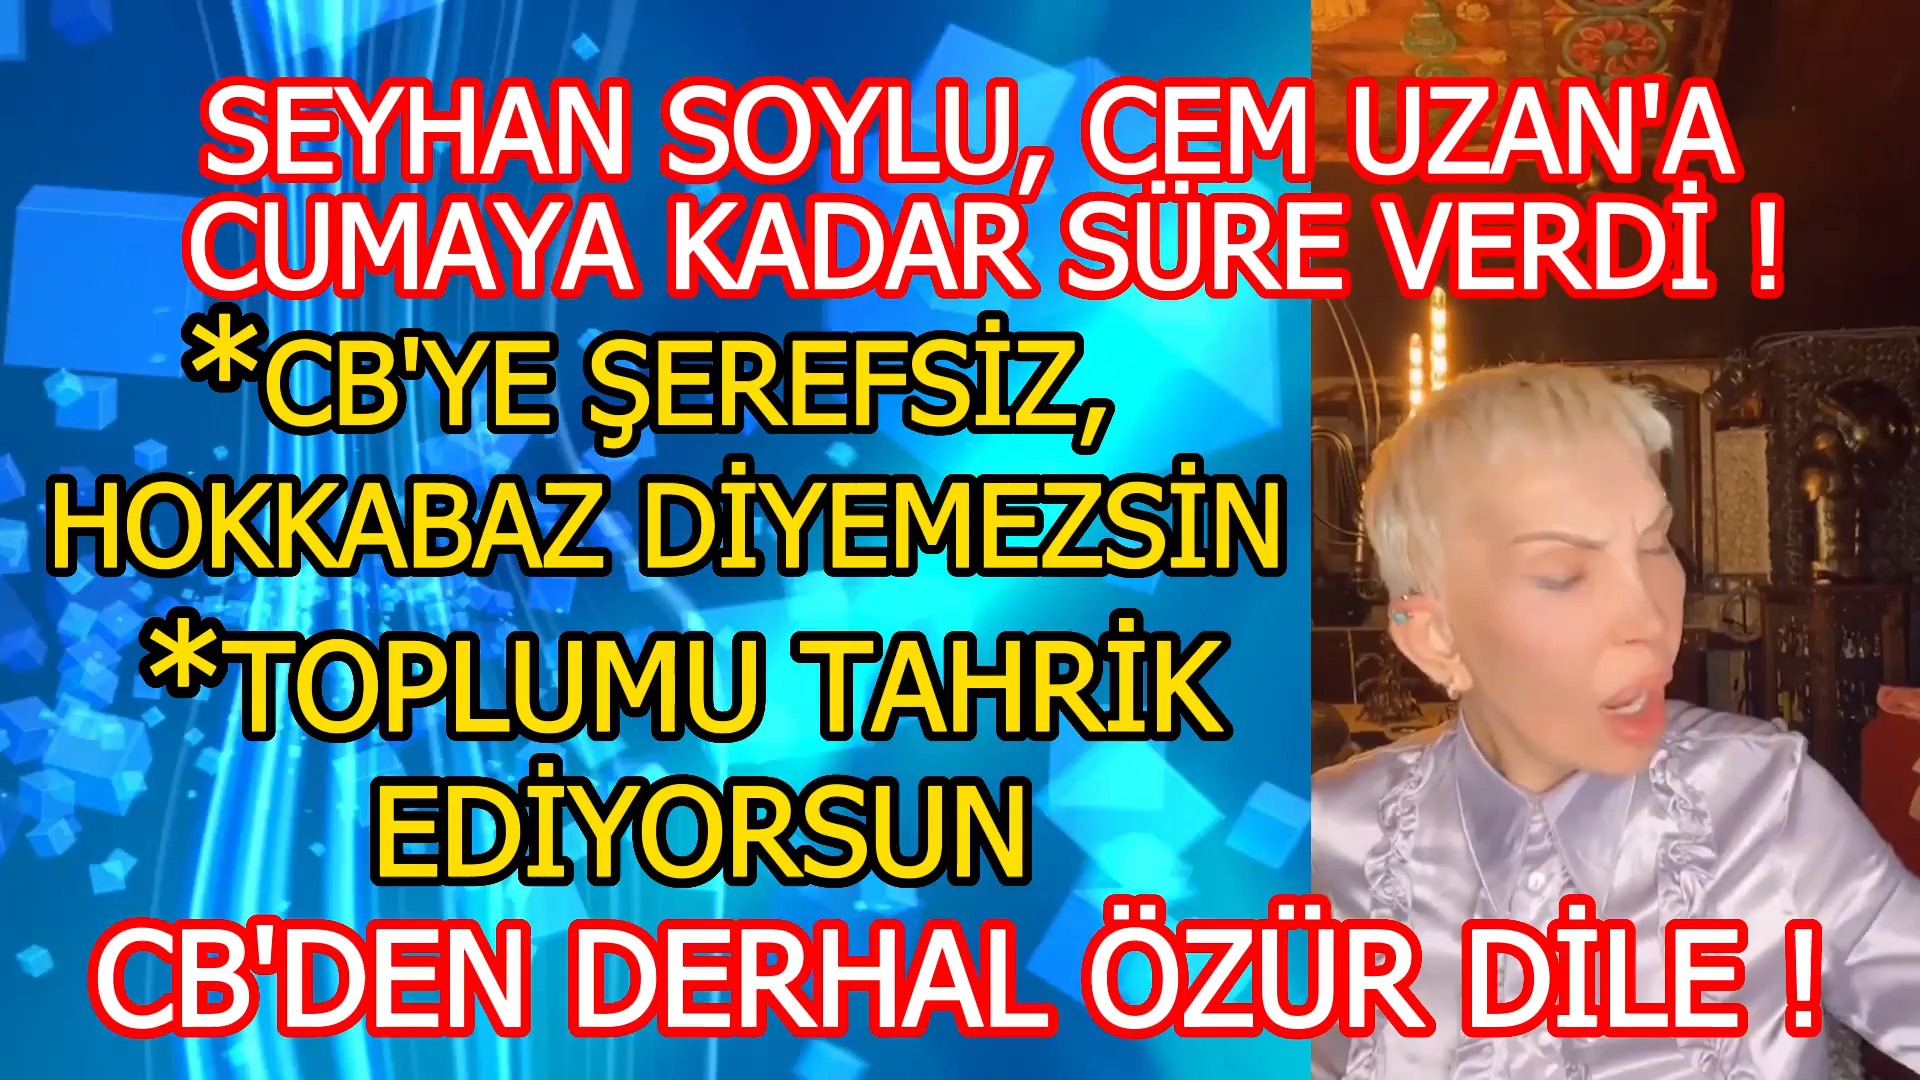 SEYHAN SOYLU, CEM UZAN'A
CUMAYA KADAR SÜRE VERDİ !
*CB'YE ŞEREFSİZ,
HOKKABAZ DİYEMEZSİN
*TOPLUMU TAHRİK
EDİYORSUN
CB'DEN DERHAL ÖZÜR DİLE !